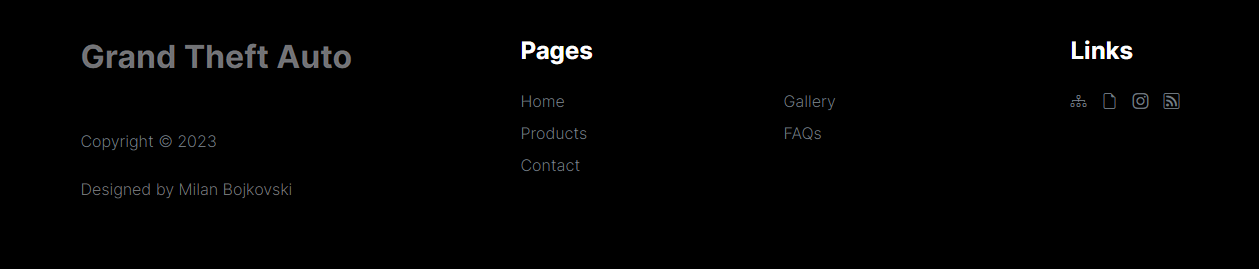 Grand Theft Auto
Copyright © 2023
Designed by Milan Bojkovski
Pages
Home
Products
Contact
Gallery
FAQs
Links